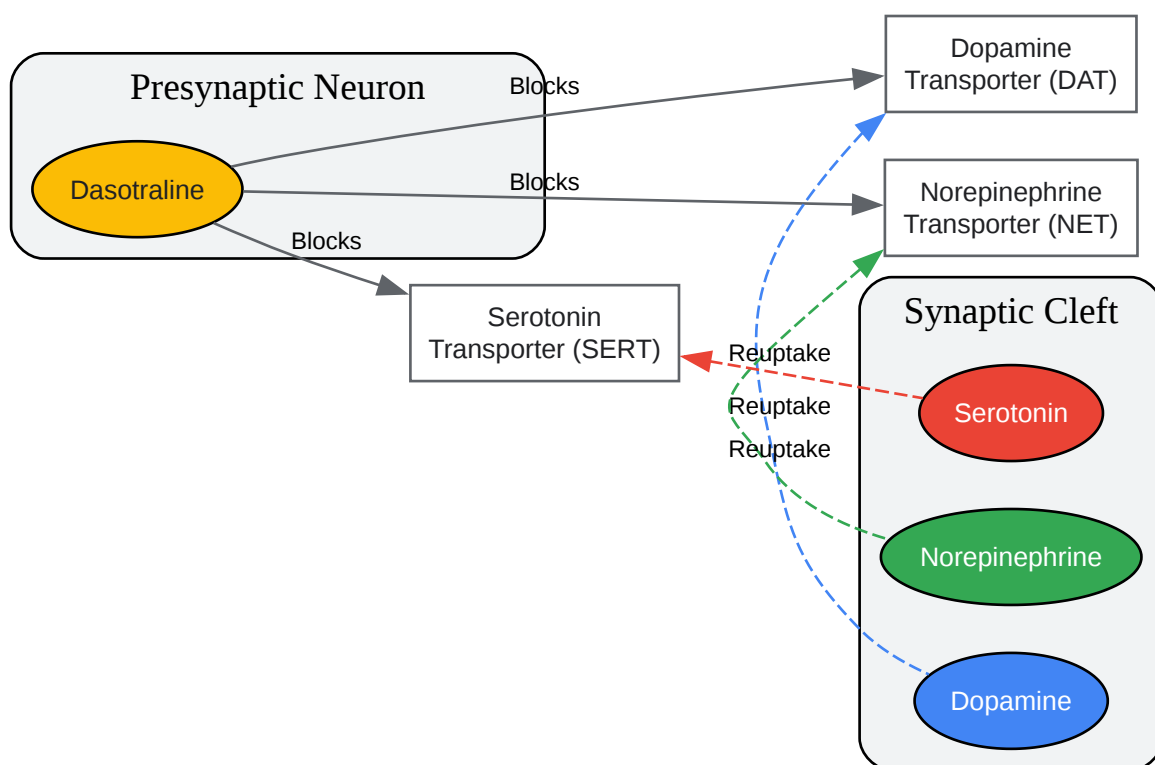 Presynaptic Neuron
Dasotraline
Blocks
Blocks
Blocks
Dopamine
Transporter (DAT)
Norepinephrine
Transporter (NET)
Serotonin
Transporter (SERT)
Synaptic Cleft
Reuptake
Reuptake
Reuptake
Serotonin
Norepinephrine
Dopamine